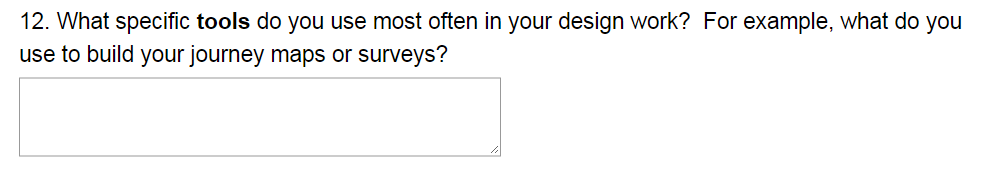 12. What specific tools do you use most often in your design work?  For example, what do you
use to build your journey maps or surveys?